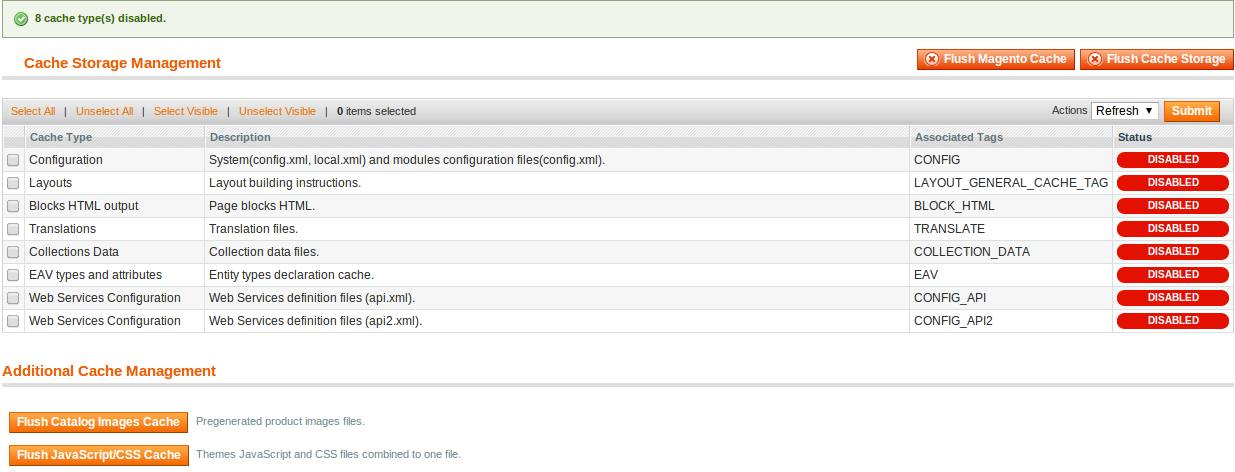 8 cache type(s) disabled.
Cache Storage Management Flush Magento Cache Flush Cache Storage
Select All | Unselect All | Select Visible | Unselect Visible | 0 items selected Actions Refresh Submit
Cache Type Description Associated Tags Status
Configuration System(config.xml, local.xml) and modules configuration files(config.xml). CONFIG DISABLED
Layouts Layout building instructions. LAYOUT_GENERAL_CACHE_TAG DISABLED
Blocks HTML output Page blocks HTML. BLOCK_HTML DISABLED
Translations Translation files. TRANSLATE DISABLED
Collections Data Collection data files. COLLECTION_DATA DISABLED
EAV types and attributes Entity types declaration cache. EAV DISABLED
Web Services Configuration Web Services definition files (api.xml). CONFIG_API DISABLED
Web Services Configuration Web Services definition files (api2.xml). CONFIG_API2 DISABLED
Additional Cache Management
Flush Catalog Images Cache Pregenerated product images files.
Flush JavaScript/CSS Cache Themes JavaScript and CSS files combined to one file.